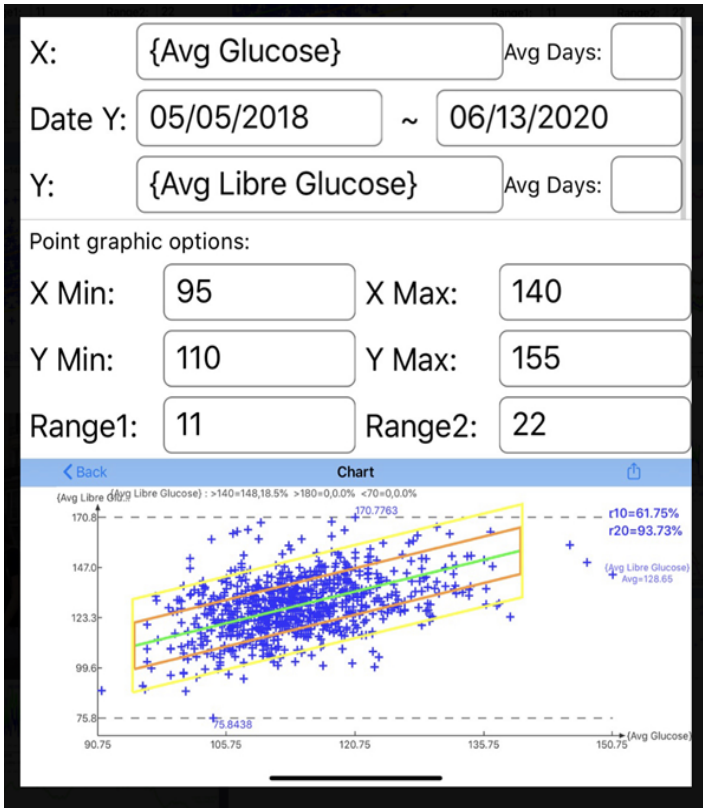 X: {Avg Glucose} Avg Days:
Date Y: 05/05/2018 ~ 06/13/2020
Y: {Avg Libre Glucose} Avg Days:
Point graphic options:
X Min: 95 X Max: 140
Y Min: 110 Y Max: 155
Range1: 11 Range2: 22
Back Chart
{Avg Libre Glu... {Avg Libre Glucose} : >140=148,18.5% >180=0,0.0% <70=0,0.0%
170.8 170.7763 r10=61.75%
r20=93.73%
147.0 {Avg Libre Glucose}
Avg=128.65
123.3
99.6
75.8 75.8438
{Avg Glucose}
90.75 105.75 120.75 135.75 150.75